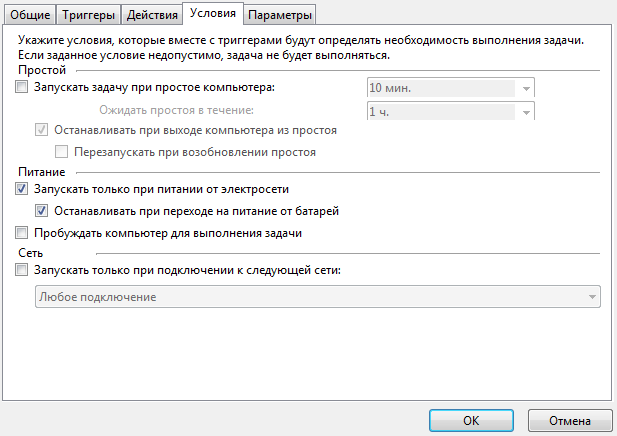 Общие Триггеры Действия Условия Параметры
Укажите условия, которые вместе с триггерами будут определять необходимость выполнения задачи.
Если заданное условие недопустимо, задача не будет выполняться.
Простой
Запускать задачу при простое компьютера: 10 мин.
Ожидать простоя в течение: 1 ч.
Останавливать при выходе компьютера из простоя
Перезапускать при возобновлении простоя
Питание
Запускать только при питании от электросети
Останавливать при переходе на питание от батарей
Пробуждать компьютер для выполнения задачи
Сеть
Запускать только при подключении к следующей сети:
Любое подключение
ОК Отмена